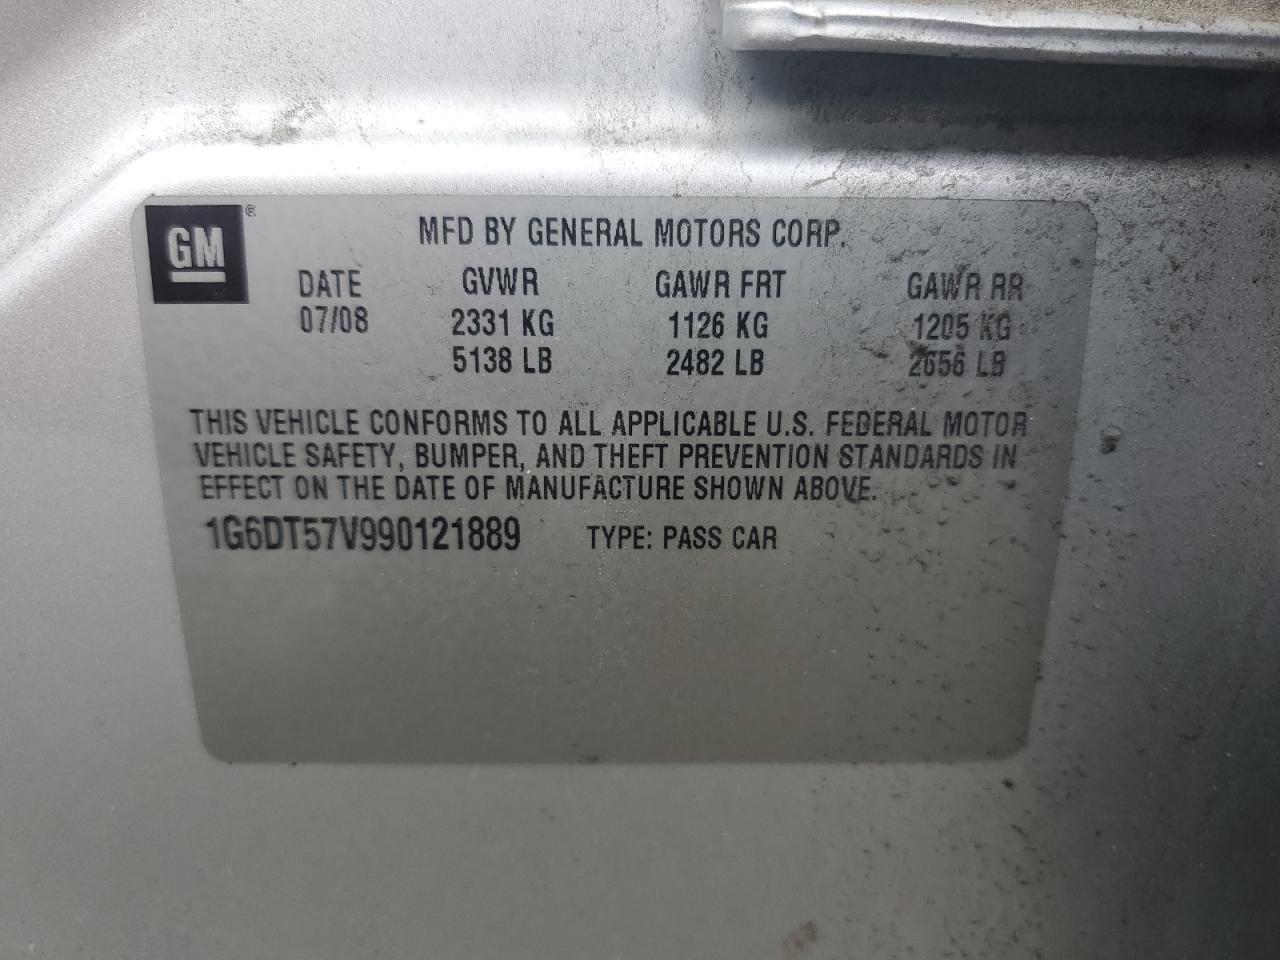 GM®
MFD BY GENERAL MOTORS CORP.
DATE GVWR GAWR FRT GAWR RR
07/08 2331 KG 1126 KG 1205 KG
5138 LB 2482 LB 2656 LB
THIS VEHICLE CONFORMS TO ALL APPLICABLE U.S. FEDERAL MOTOR
VEHICLE SAFETY, BUMPER, AND THEFT PREVENTION STANDARDS IN
EFFECT ON THE DATE OF MANUFACTURE SHOWN ABOVE.
1G6DT57V990121889 TYPE: PASS CAR